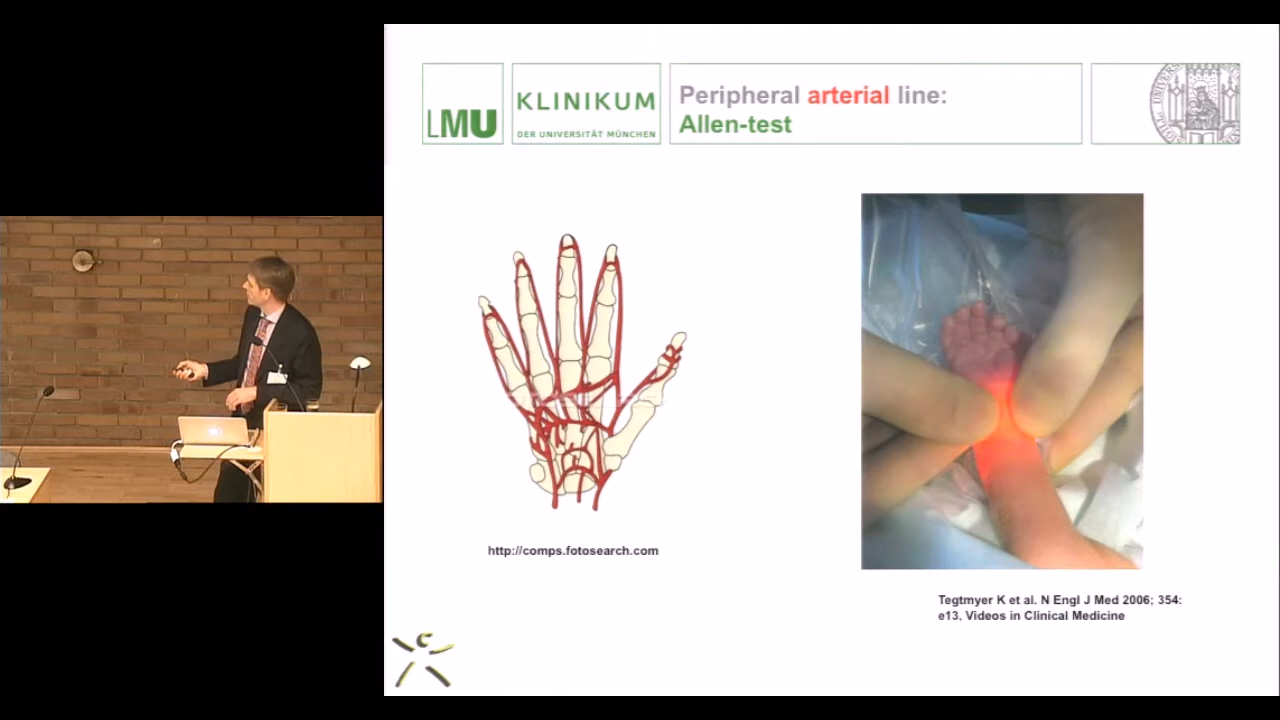 LMU
KLINIKUM
DER UNIVERSITÄT MÜNCHEN
Peripheral arterial line:
Allen-test
http://comps.fotosearch.com
Tegtmyer K et al. N Engl J Med 2006; 354:
e13, Videos in Clinical Medicine